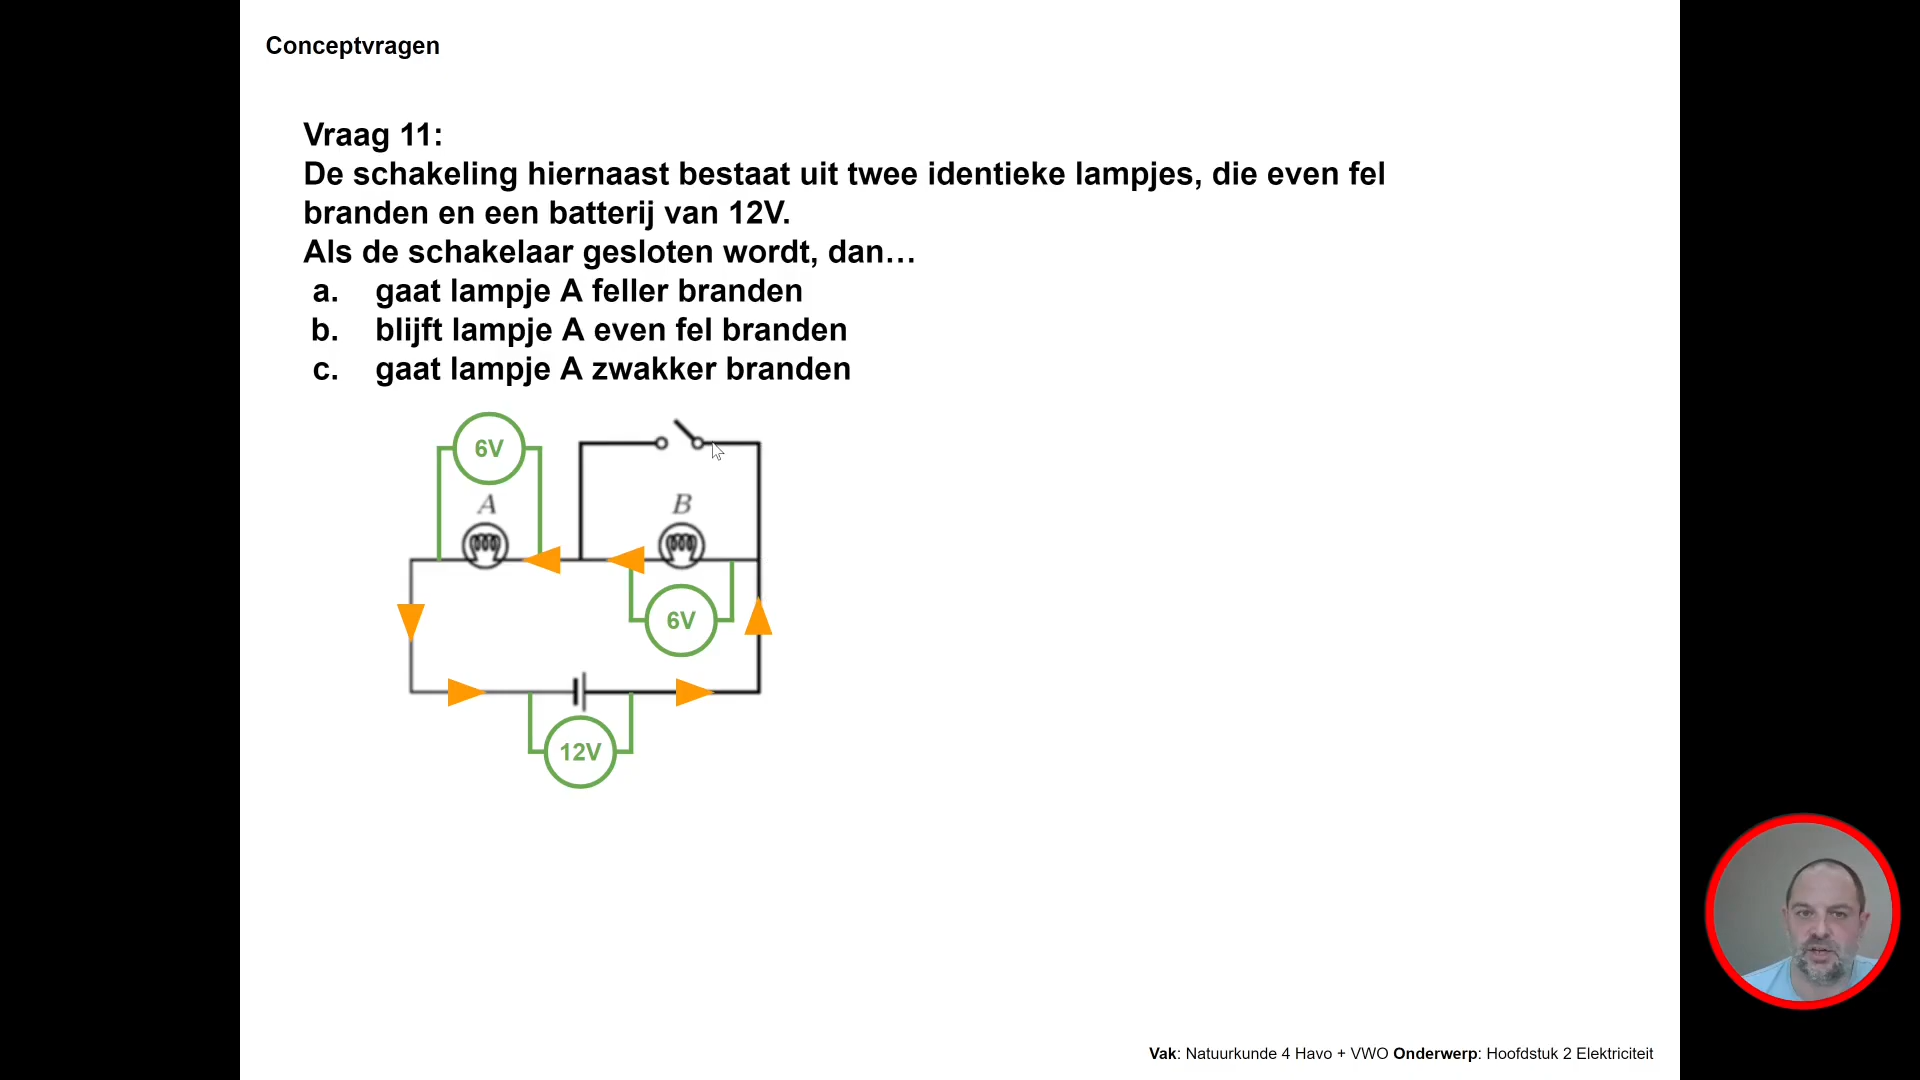 Conceptvragen
Vraag 11:
De schakeling hiernaast bestaat uit twee identieke lampjes, die even fel
branden en een batterij van 12V.
Als de schakelaar gesloten wordt, dan…
a. gaat lampje A feller branden
b. blijft lampje A even fel branden
c. gaat lampje A zwakker branden
6V
A
B
6V
12V
Vak: Natuurkunde 4 Havo + VWO Onderwerp: Hoofdstuk 2 Elektriciteit